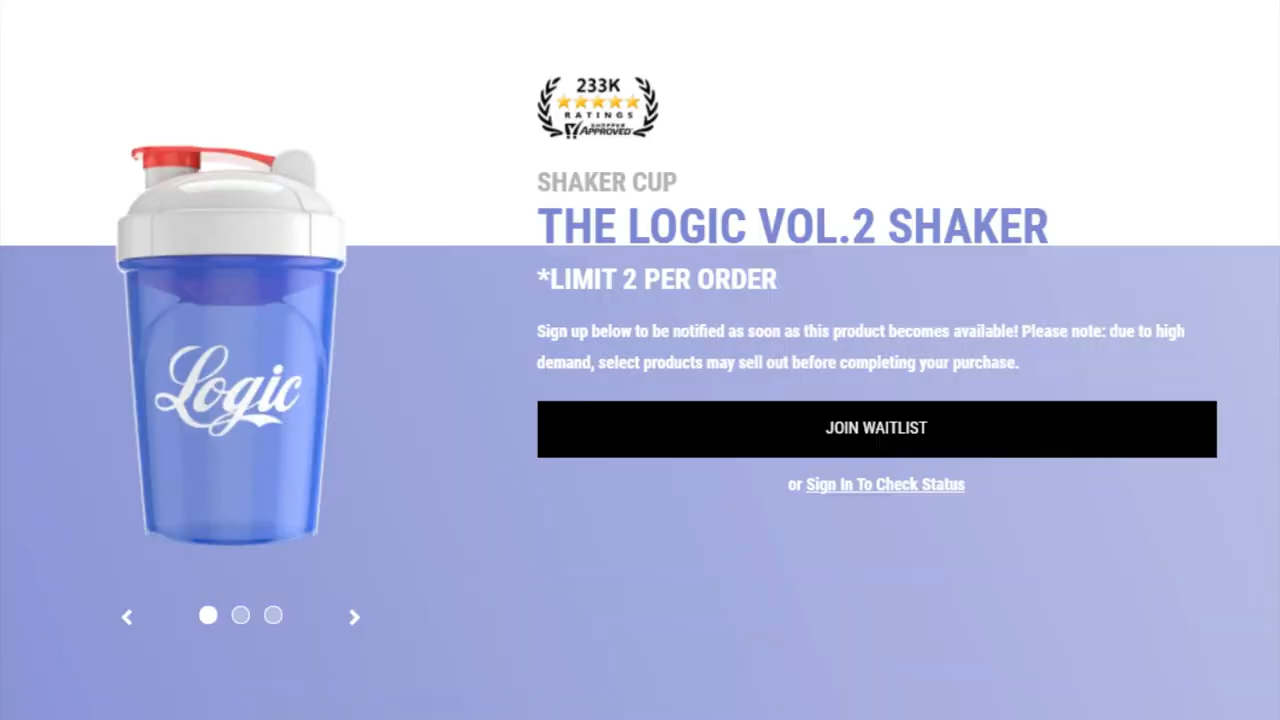 233K
RATINGS
SHOPPER
APPROVED
SHAKER CUP
THE LOGIC VOL.2 SHAKER
*LIMIT 2 PER ORDER
Sign up below to be notified as soon as this product becomes available! Please note: due to high
demand, select products may sell out before completing your purchase.
Logic
JOIN WAITLIST
or Sign In To Check Status